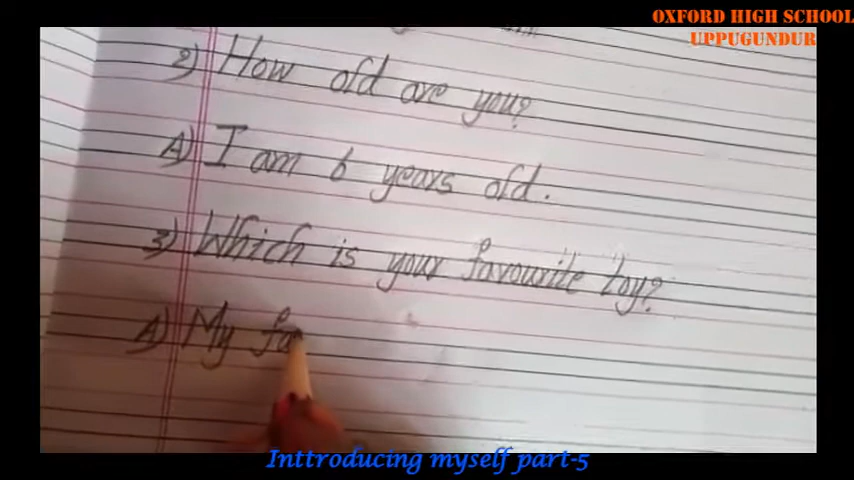 OXFORD HIGH SCHOOL
UPPUGUNDUR
2) How old are you?
A) I am 6 years old.
3) Which is your favourite toy?
A) My fa
Inttroducing myself part-5